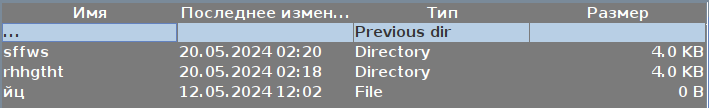 Имя Последнее измен... Тип Размер
... Previous dir
sffws 20.05.2024 02:20 Directory 4.0 KB
rhhgtht 20.05.2024 02:18 Directory 4.0 KB
йц 12.05.2024 12:02 File 0 B